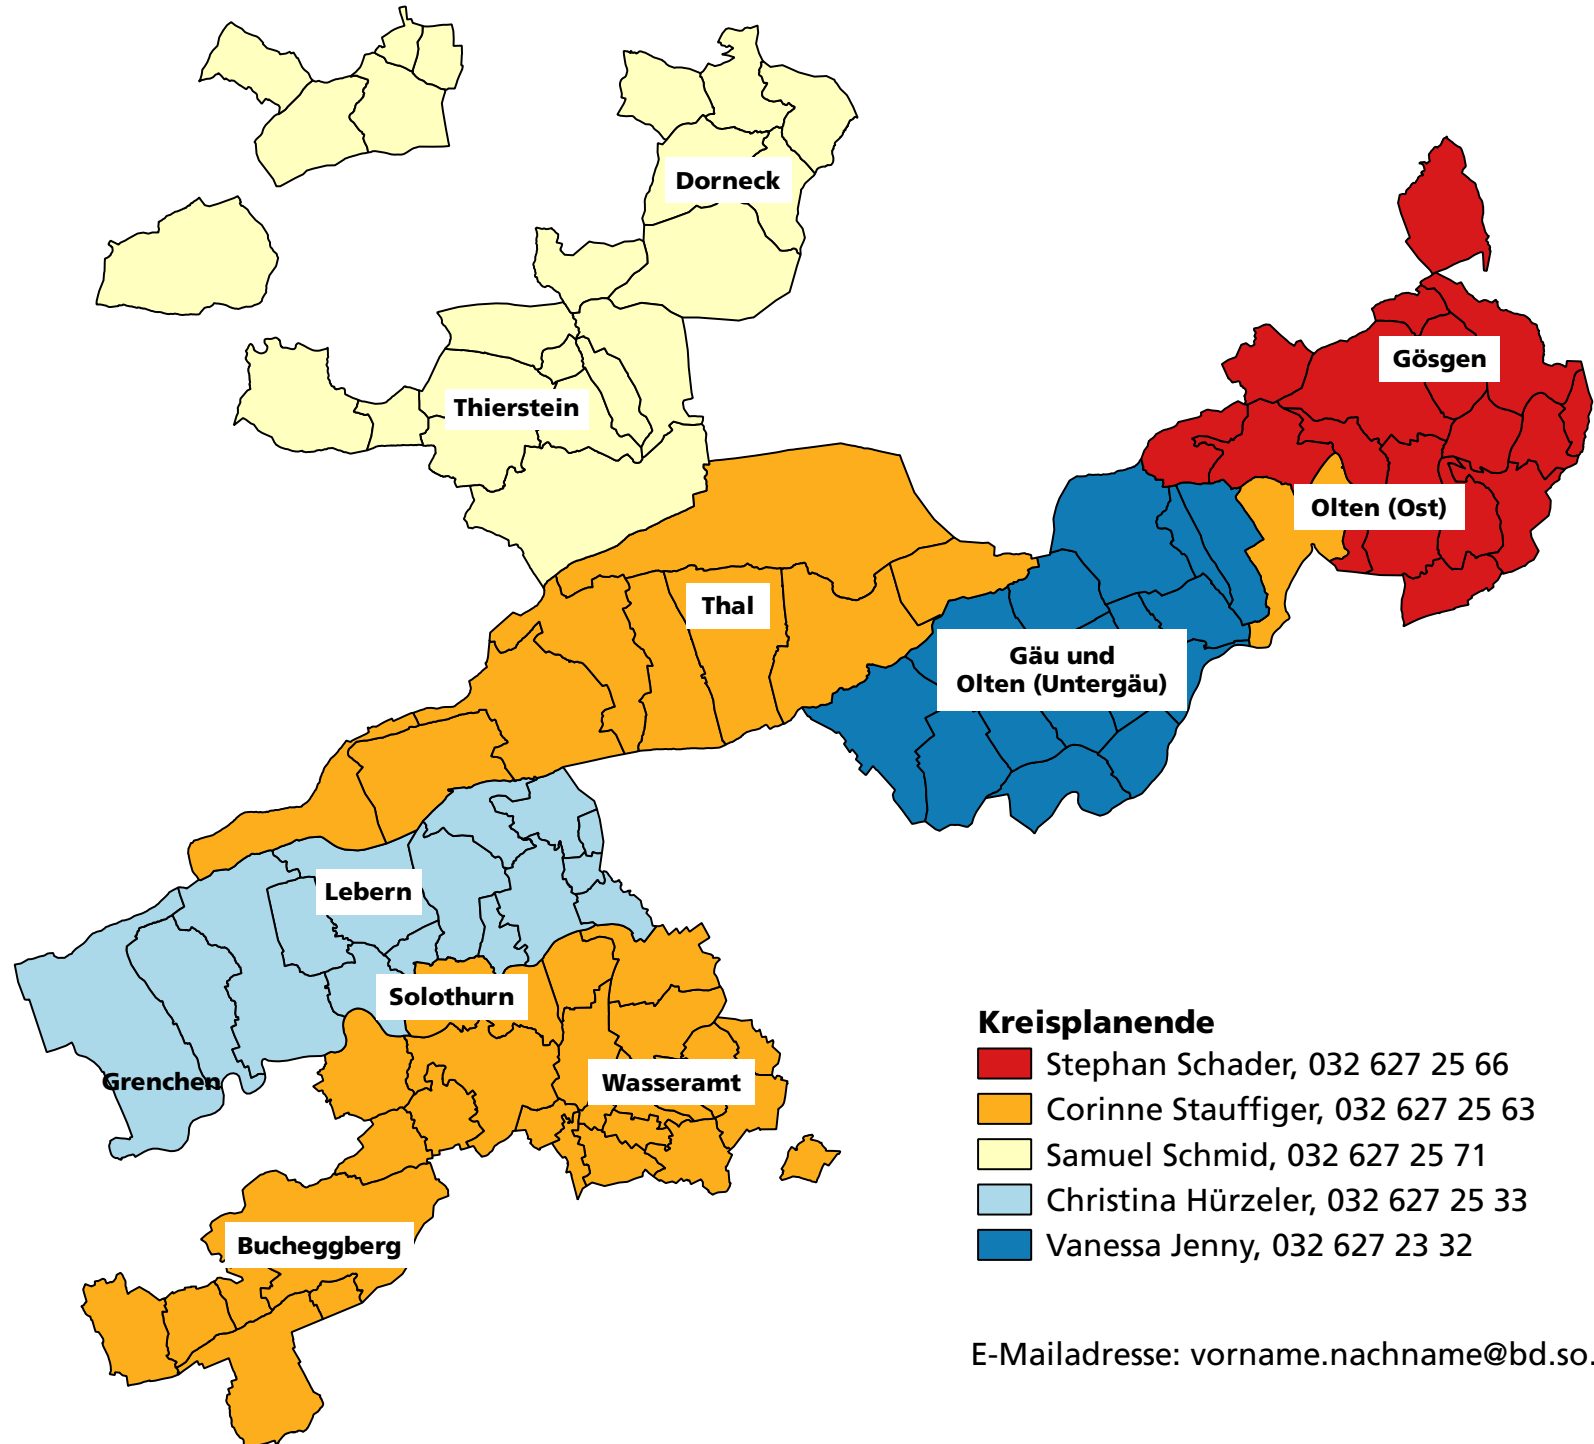 Dorneck
Gösgen
Thierstein
Olten (Ost)
Thal
Gäu und
Olten (Untergäu)
Lebern
Solothurn
Grenchen
Wasseramt
Bucheggberg
Kreisplanende
Stephan Schader, 032 627 25 66
Corinne Stauffiger, 032 627 25 63
Samuel Schmid, 032 627 25 71
Christina Hürzeler, 032 627 25 33
Vanessa Jenny, 032 627 23 32
E-Mailadresse: vorname.nachname@bd.so.